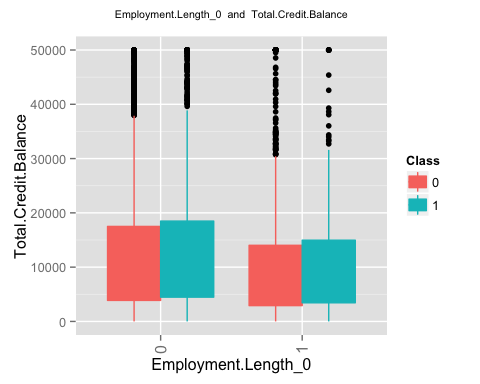 Employment.Length_0 and Total.Credit.Balance
50000
40000
30000
20000
10000
0
Total.Credit.Balance
0
1
Employment.Length_0
Class
0
1